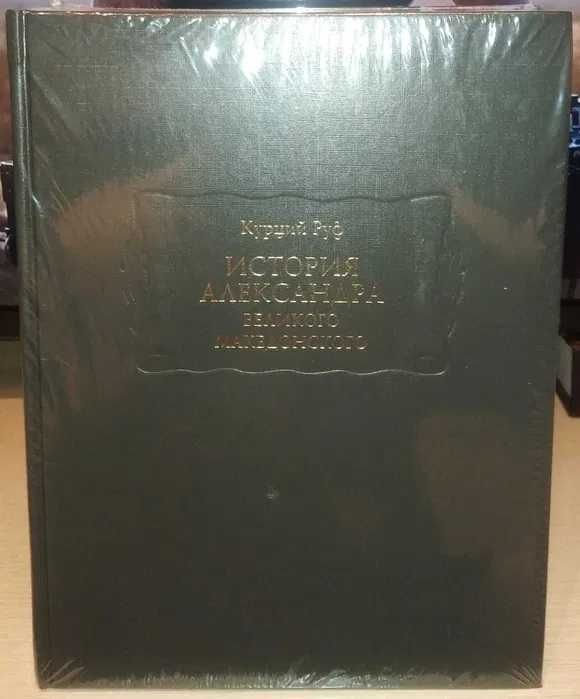 Курций Руф
ИСТОРИЯ
АЛЕКСАНДРА
ВЕЛИКОГО
МАКЕДОНСКОГО